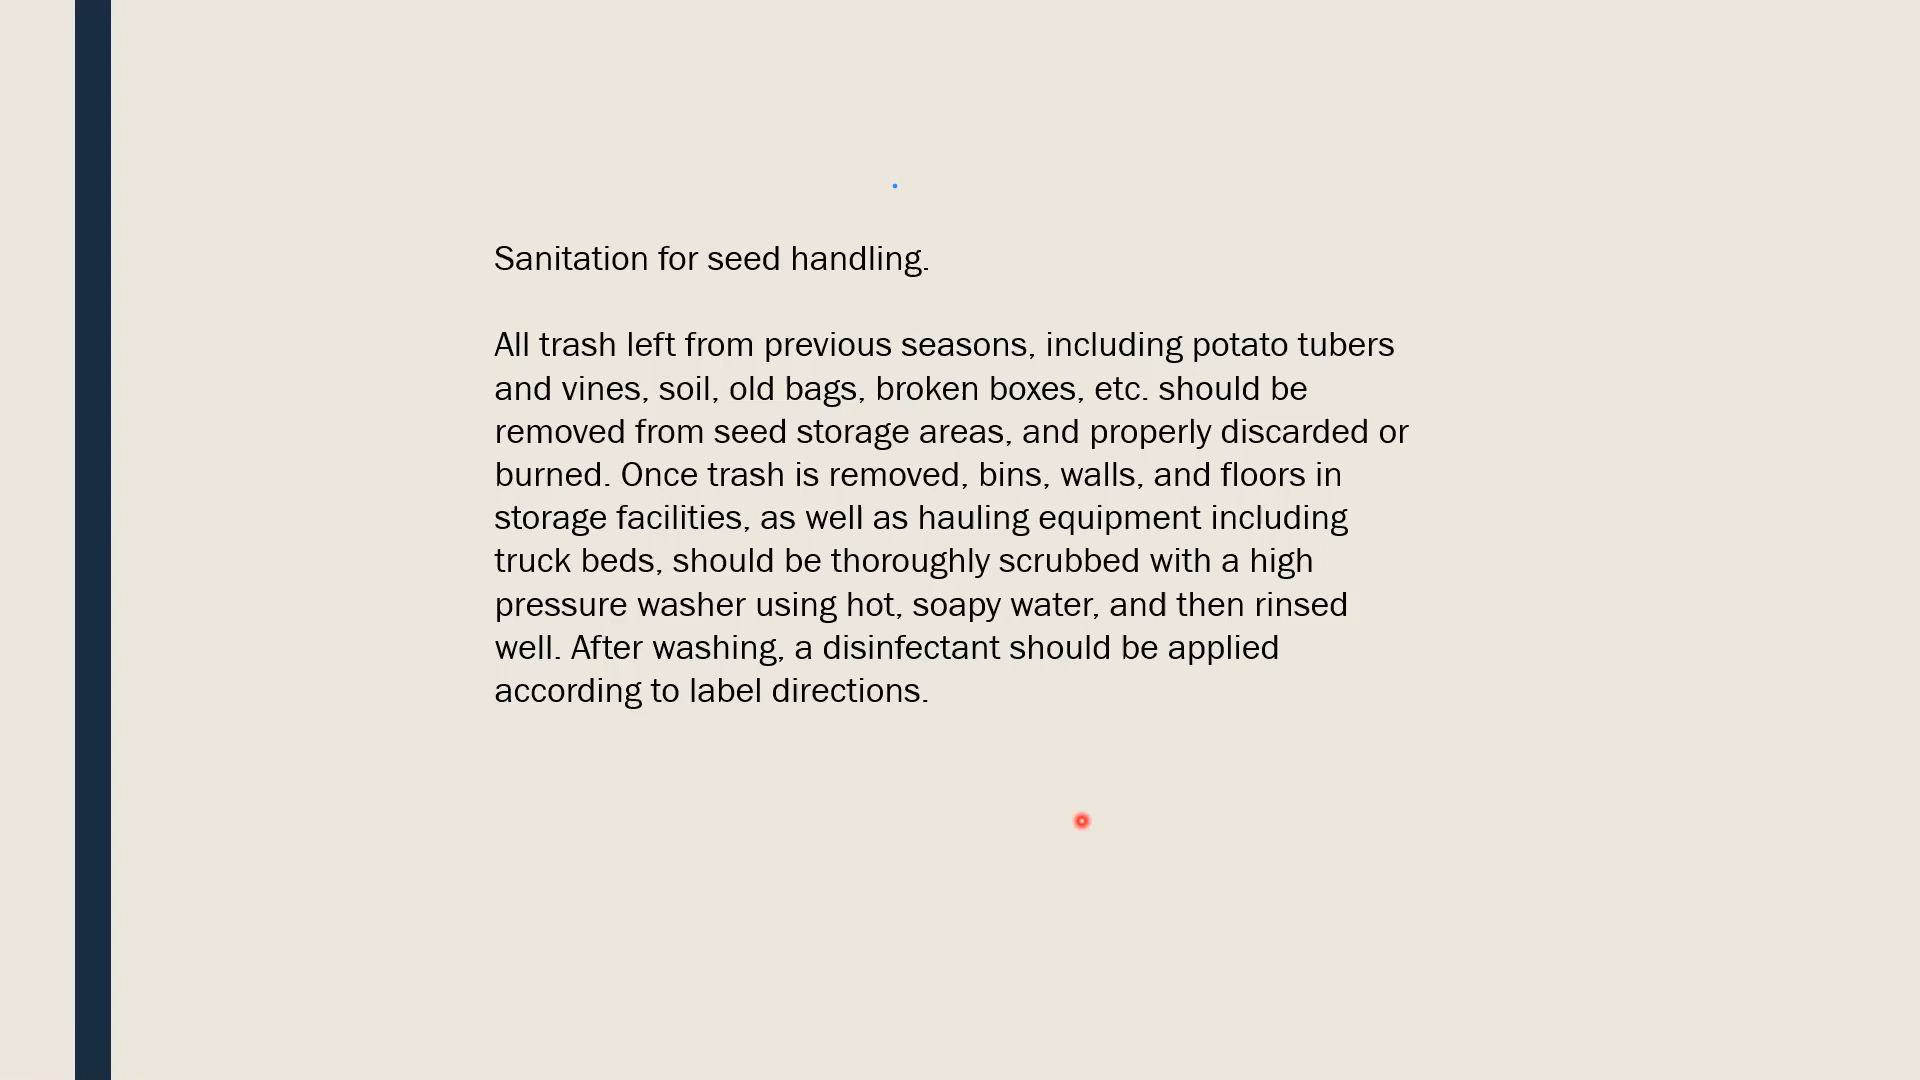 Sanitation for seed handling.
All trash left from previous seasons, including potato tubers
and vines, soil, old bags, broken boxes, etc. should be
removed from seed storage areas, and properly discarded or
burned. Once trash is removed, bins, walls, and floors in
storage facilities, as well as hauling equipment including
truck beds, should be thoroughly scrubbed with a high
pressure washer using hot, soapy water, and then rinsed
well. After washing, a disinfectant should be applied
according to label directions.